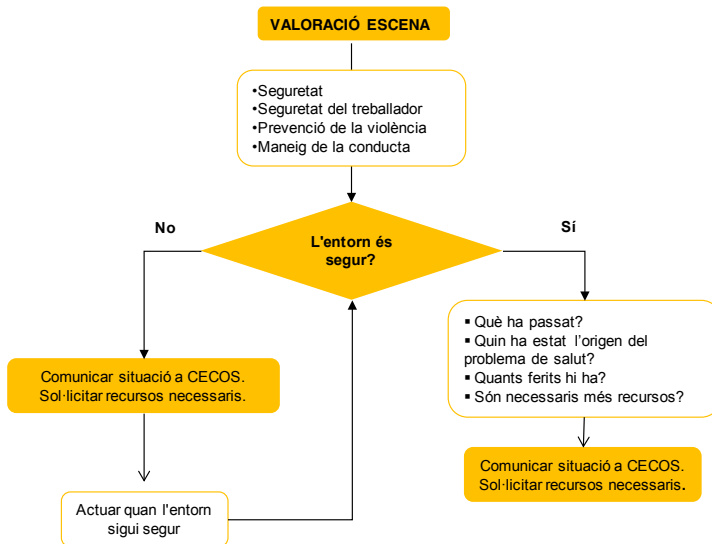 VALORACIÓ ESCENA
•Seguretat
•Seguretat del treballador
•Prevenció de la violència
•Maneig de la conducta
No
L'entorn és
segur?
Sí
▪ Què ha passat?
▪ Quin ha estat l’origen del
problema de salut?
▪ Quants ferits hi ha?
▪ Són necessaris més recursos?
Comunicar situació a CECOS.
Sol·licitar recursos necessaris.
Comunicar situació a CECOS.
Sol·licitar recursos necessaris.
Actuar quan l'entorn
sigui segur